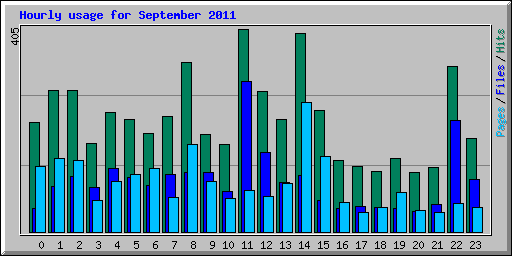 Hourly usage for September 2011
405
Pages / Files / Hits
0 1 2 3 4 5 6 7 8 9 10 11 12 13 14 15 16 17 18 19 20 21 22 23